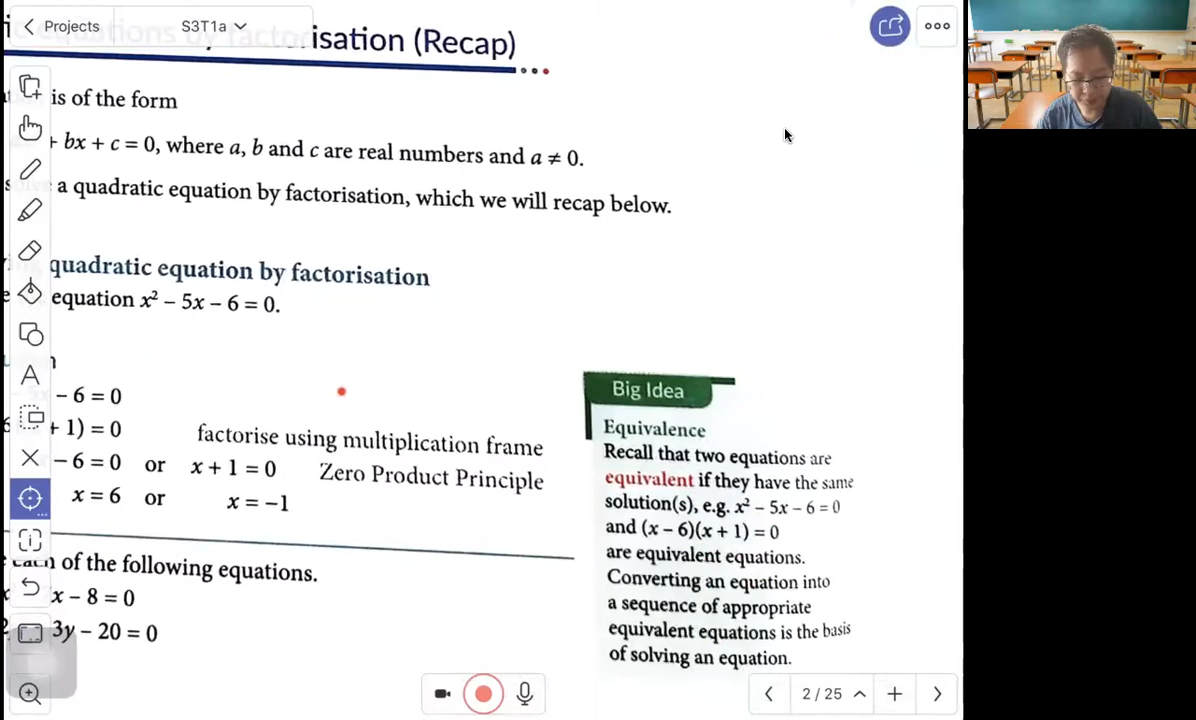 Projects
S3T1a
isation (Recap)
is of the form
+ bx + c = 0, where a, b and c are real numbers and a ≠ 0.
a quadratic equation by factorisation, which we will recap below.
quadratic equation by factorisation
equation x² – 5x – 6 = 0.
– 6 = 0
+ 1) = 0 factorise using multiplication frame
– 6 = 0 or x + 1 = 0 Zero Product Principle
x = 6 or x = –1
of the following equations.
x – 8 = 0
3y – 20 = 0
Big Idea
Equivalence
Recall that two equations are
equivalent if they have the same
solution(s), e.g. x² – 5x – 6 = 0
and (x – 6)(x + 1) = 0
are equivalent equations.
Converting an equation into
a sequence of appropriate
equivalent equations is the basis
of solving an equation.
2 / 25